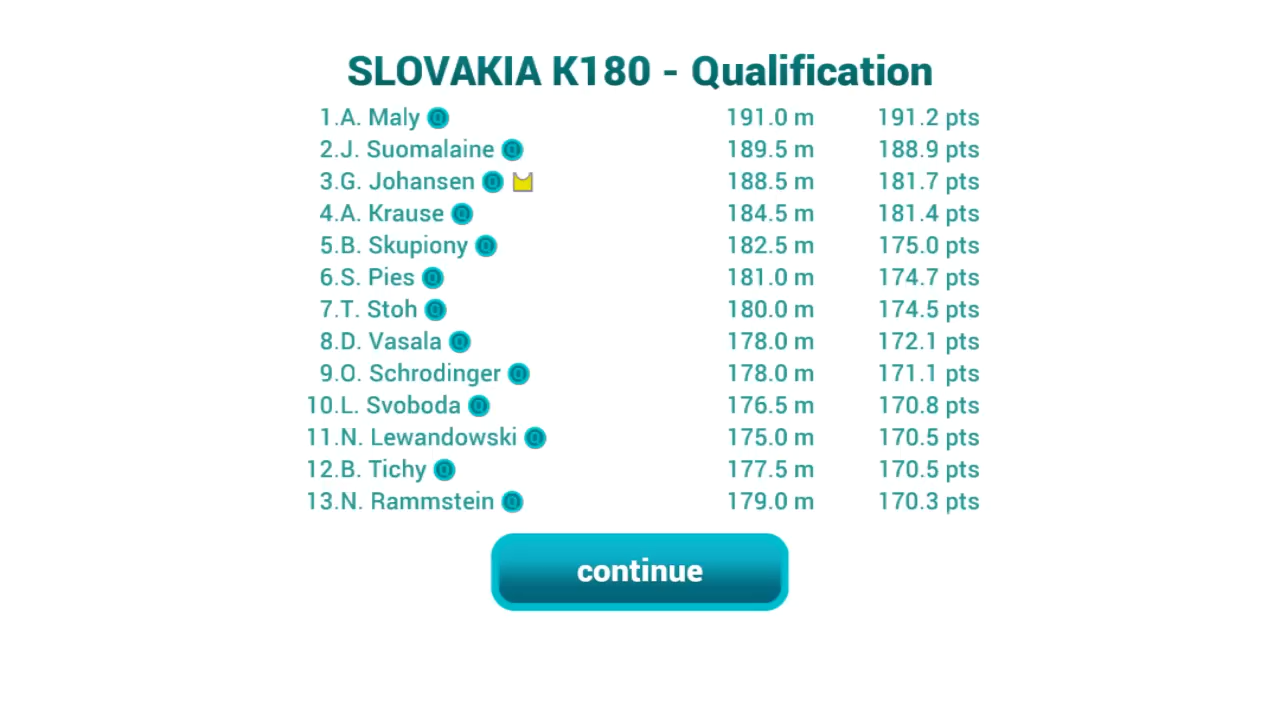 SLOVAKIA K180 - Qualification
1.A. Maly Q 191.0 m 191.2 pts
2.J. Suomalaine Q 189.5 m 188.9 pts
3.G. Johansen Q 188.5 m 181.7 pts
4.A. Krause Q 184.5 m 181.4 pts
5.B. Skupiony Q 182.5 m 175.0 pts
6.S. Pies Q 181.0 m 174.7 pts
7.T. Stoh Q 180.0 m 174.5 pts
8.D. Vasala Q 178.0 m 172.1 pts
9.O. Schrodinger Q 178.0 m 171.1 pts
10.L. Svoboda Q 176.5 m 170.8 pts
11.N. Lewandowski Q 175.0 m 170.5 pts
12.B. Tichy Q 177.5 m 170.5 pts
13.N. Rammstein Q 179.0 m 170.3 pts
continue